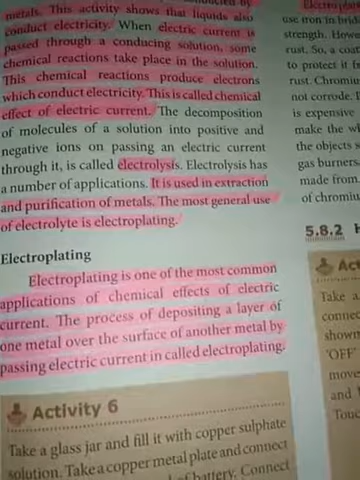 metals. This activity shows that liquids also
conduct electricity. When electric current is
passed through a conducing solution, some
chemical reactions take place in the solution.
This chemical reactions produce electrons
which conduct electricity. This is called chemical
effect of electric current. The decomposition
of molecules of a solution into positive and
negative ions on passing an electric current
through it, is called electrolysis. Electrolysis has
a number of applications. It is used in extraction
and purification of metals. The most general use
of electrolyte is electroplating.
Electroplating
Electroplating is one of the most common
applications of chemical effects of electric
current. The process of depositing a layer of
one metal over the surface of another metal by
passing electric current in called electroplating.
Activity 6
Take a glass jar and fill it with copper sulphate
solution. Take a copper metal plate and connect
of battery. Connect
use iron in
strength.
rust. So, a
to protect it
rust.
not corrode.
is expensive
make the
the objects
gas burners,
made from
of
5.8.2
Take
shown
'OFF'
and